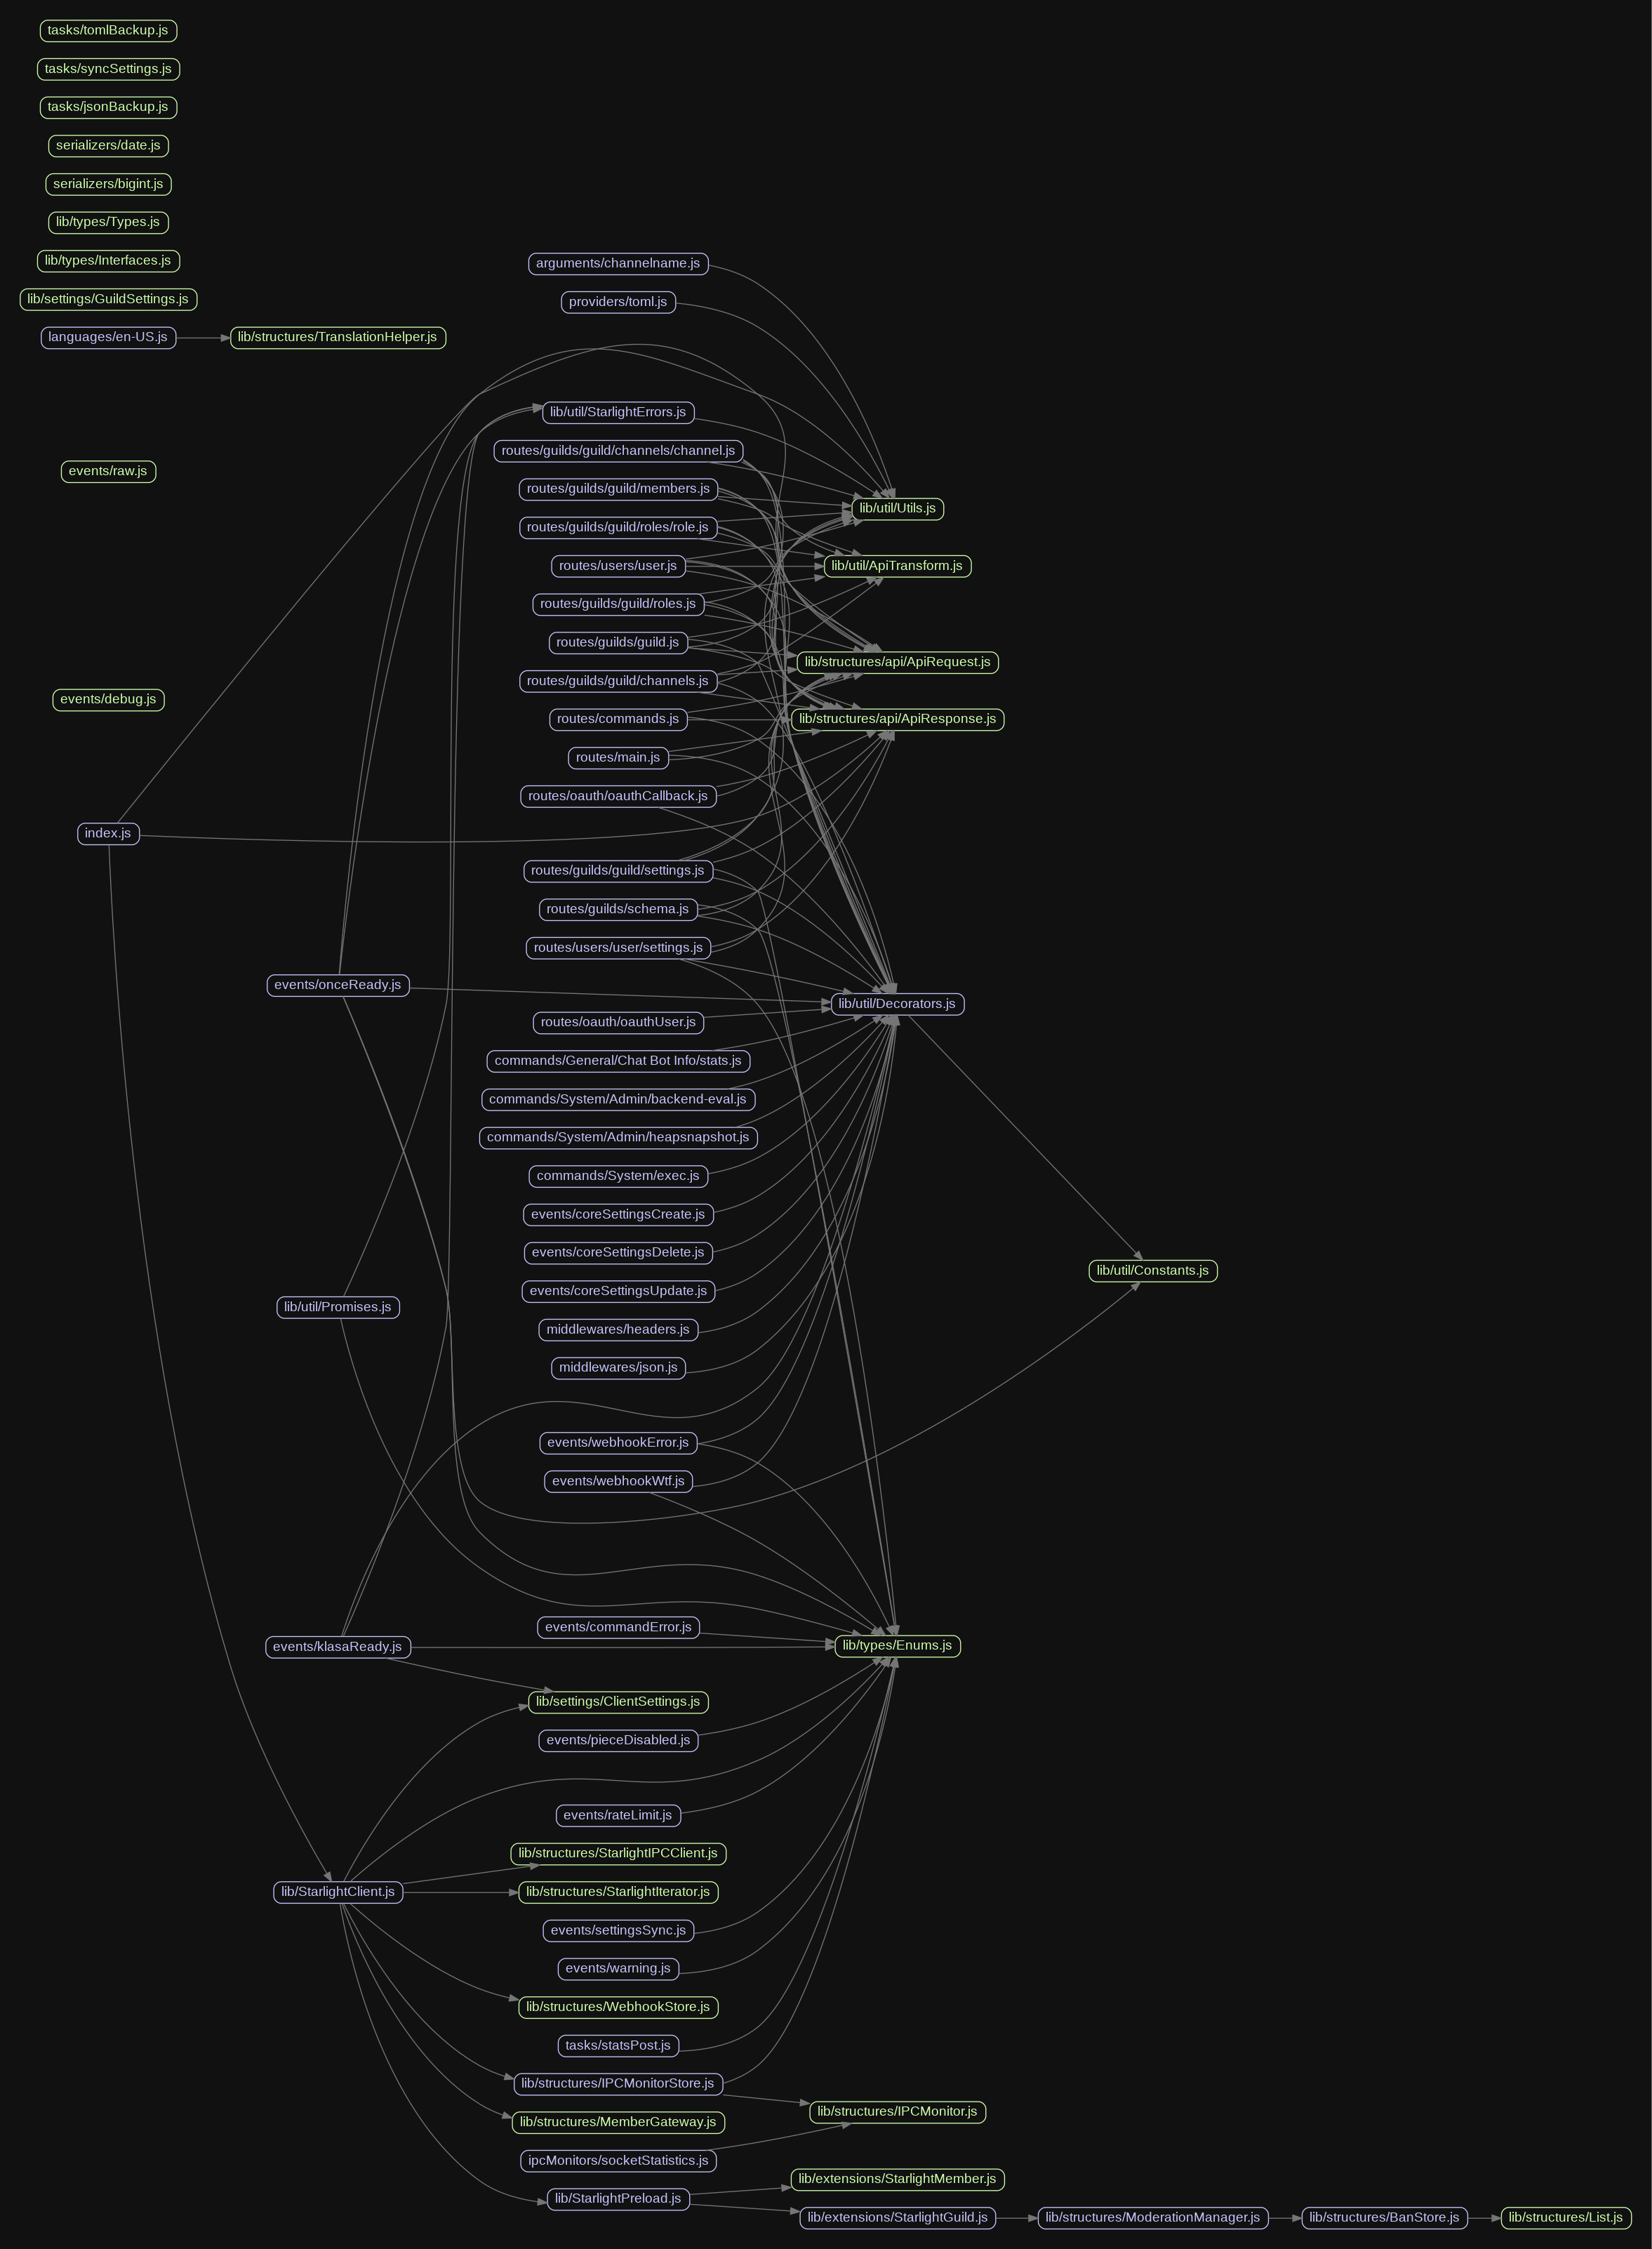 tasks/tomlBackup.js
tasks/syncSettings.js
tasks/jsonBackup.js
serializers/date.js
serializers/bigint.js
lib/types/Types.js
lib/types/Interfaces.js
lib/settings/GuildSettings.js
languages/en-US.js
lib/structures/TranslationHelper.js
events/raw.js
events/debug.js
index.js
events/onceReady.js
lib/util/Promises.js
events/klasaReady.js
lib/StarlightClient.js
arguments/channelname.js
providers/toml.js
lib/util/StarlightErrors.js
routes/guilds/guild/channels/channel.js
routes/guilds/guild/members.js
routes/guilds/guild/roles/role.js
routes/users/user.js
routes/guilds/guild/roles.js
routes/guilds/guild.js
routes/guilds/guild/channels.js
routes/commands.js
routes/main.js
routes/oauth/oauthCallback.js
routes/guilds/guild/settings.js
routes/guilds/schema.js
routes/users/user/settings.js
routes/oauth/oauthUser.js
commands/General/Chat Bot Info/stats.js
commands/System/Admin/backend-eval.js
commands/System/Admin/heapsnapshot.js
commands/System/exec.js
events/coreSettingsCreate.js
events/coreSettingsDelete.js
events/coreSettingsUpdate.js
middlewares/headers.js
middlewares/json.js
events/webhookError.js
events/webhookWtf.js
events/commandError.js
lib/settings/ClientSettings.js
events/pieceDisabled.js
events/rateLimit.js
lib/structures/StarlightIPCClient.js
lib/structures/StarlightIterator.js
events/settingsSync.js
events/warning.js
lib/structures/WebhookStore.js
tasks/statsPost.js
lib/structures/IPCMonitorStore.js
lib/structures/MemberGateway.js
ipcMonitors/socketStatistics.js
lib/StarlightPreload.js
lib/util/Utils.js
lib/util/ApiTransform.js
lib/structures/api/ApiRequest.js
lib/structures/api/ApiResponse.js
lib/util/Decorators.js
lib/util/Constants.js
lib/types/Enums.js
lib/structures/IPCMonitor.js
lib/extensions/StarlightMember.js
lib/extensions/StarlightGuild.js
lib/structures/ModerationManager.js
lib/structures/BanStore.js
lib/structures/List.js